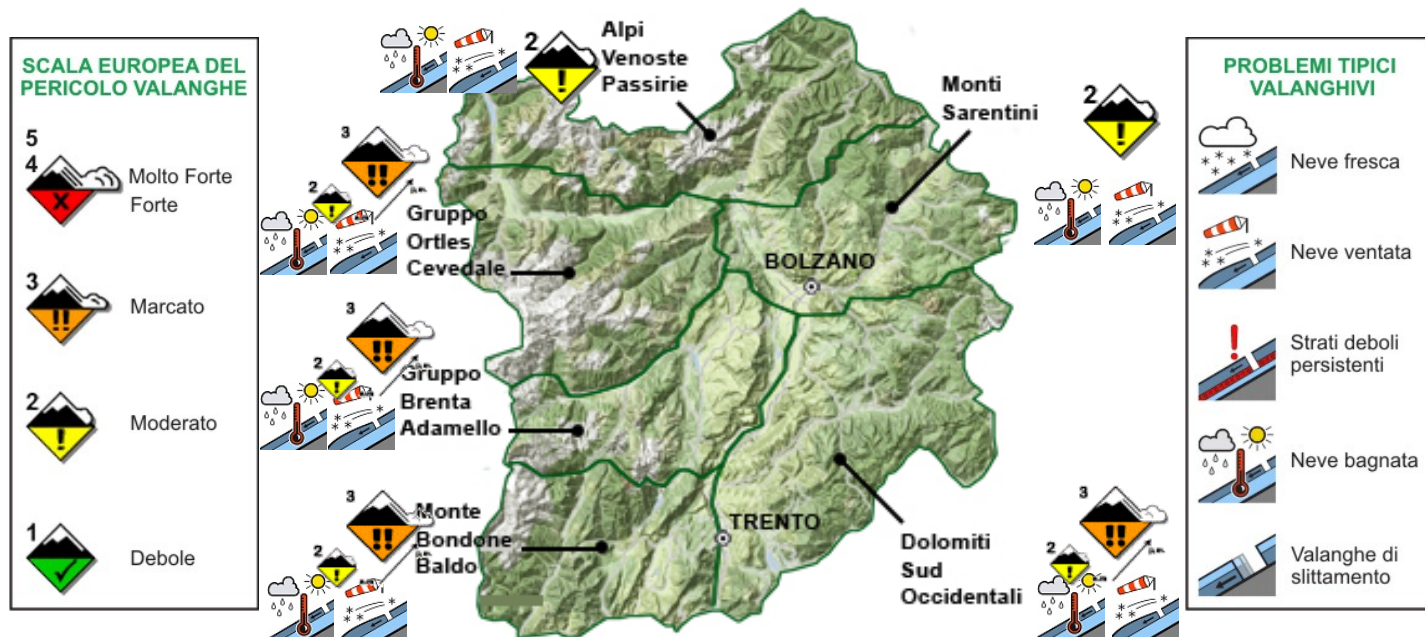 SCALA EUROPEA DEL
PERICOLO VALANGHE
5
4
Molto Forte
Forte
3
Marcato
2
Moderato
1
Debole
2
Alpi
Venoste
Passirie
Monti
Sarentini
2
3
2
Gruppo
Ortles
Cevedale
BOLZANO
3
2
Gruppo
Brenta
Adamello
3
2
Monte
Bondone
Baldo
TRENTO
Dolomiti
Sud
Occidentali
3
2
PROBLEMI TIPICI
VALANGHIVI
Neve fresca
Neve ventata
Strati deboli
persistenti
Neve bagnata
Valanghe di
slittamento